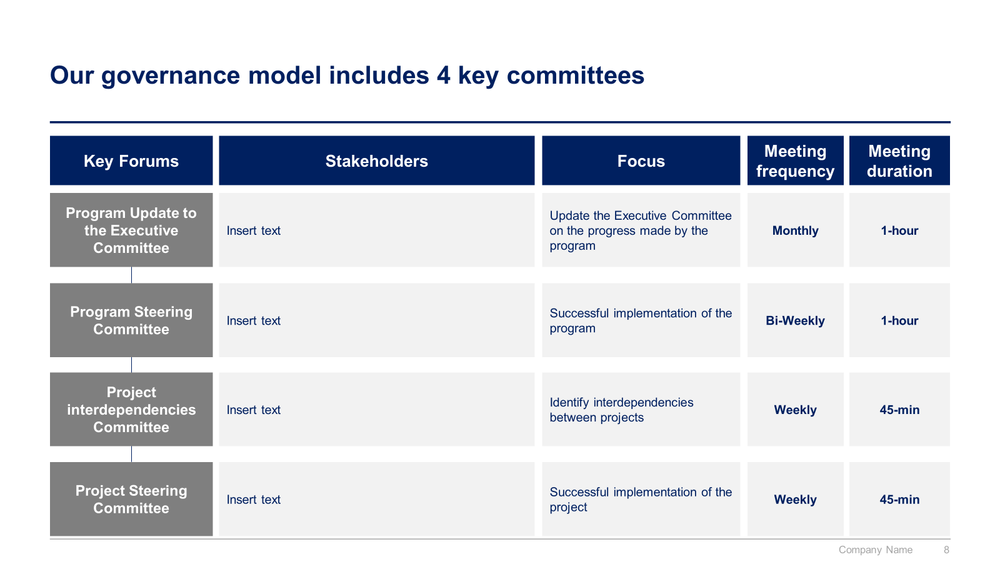 Our governance model includes 4 key committees
Key Forums
Stakeholders
Focus
Meeting
frequency
Meeting
duration
Program Update to
the Executive
Committee
Insert text
Update the Executive Committee
on the progress made by the
program
Monthly
1-hour
Program Steering
Committee
Insert text
Successful implementation of the
program
Bi-Weekly
1-hour
Project
interdependencies
Committee
Insert text
Identify interdependencies
between projects
Weekly
45-min
Project Steering
Committee
Insert text
Successful implementation of the
project
Weekly
45-min
Company Name
8